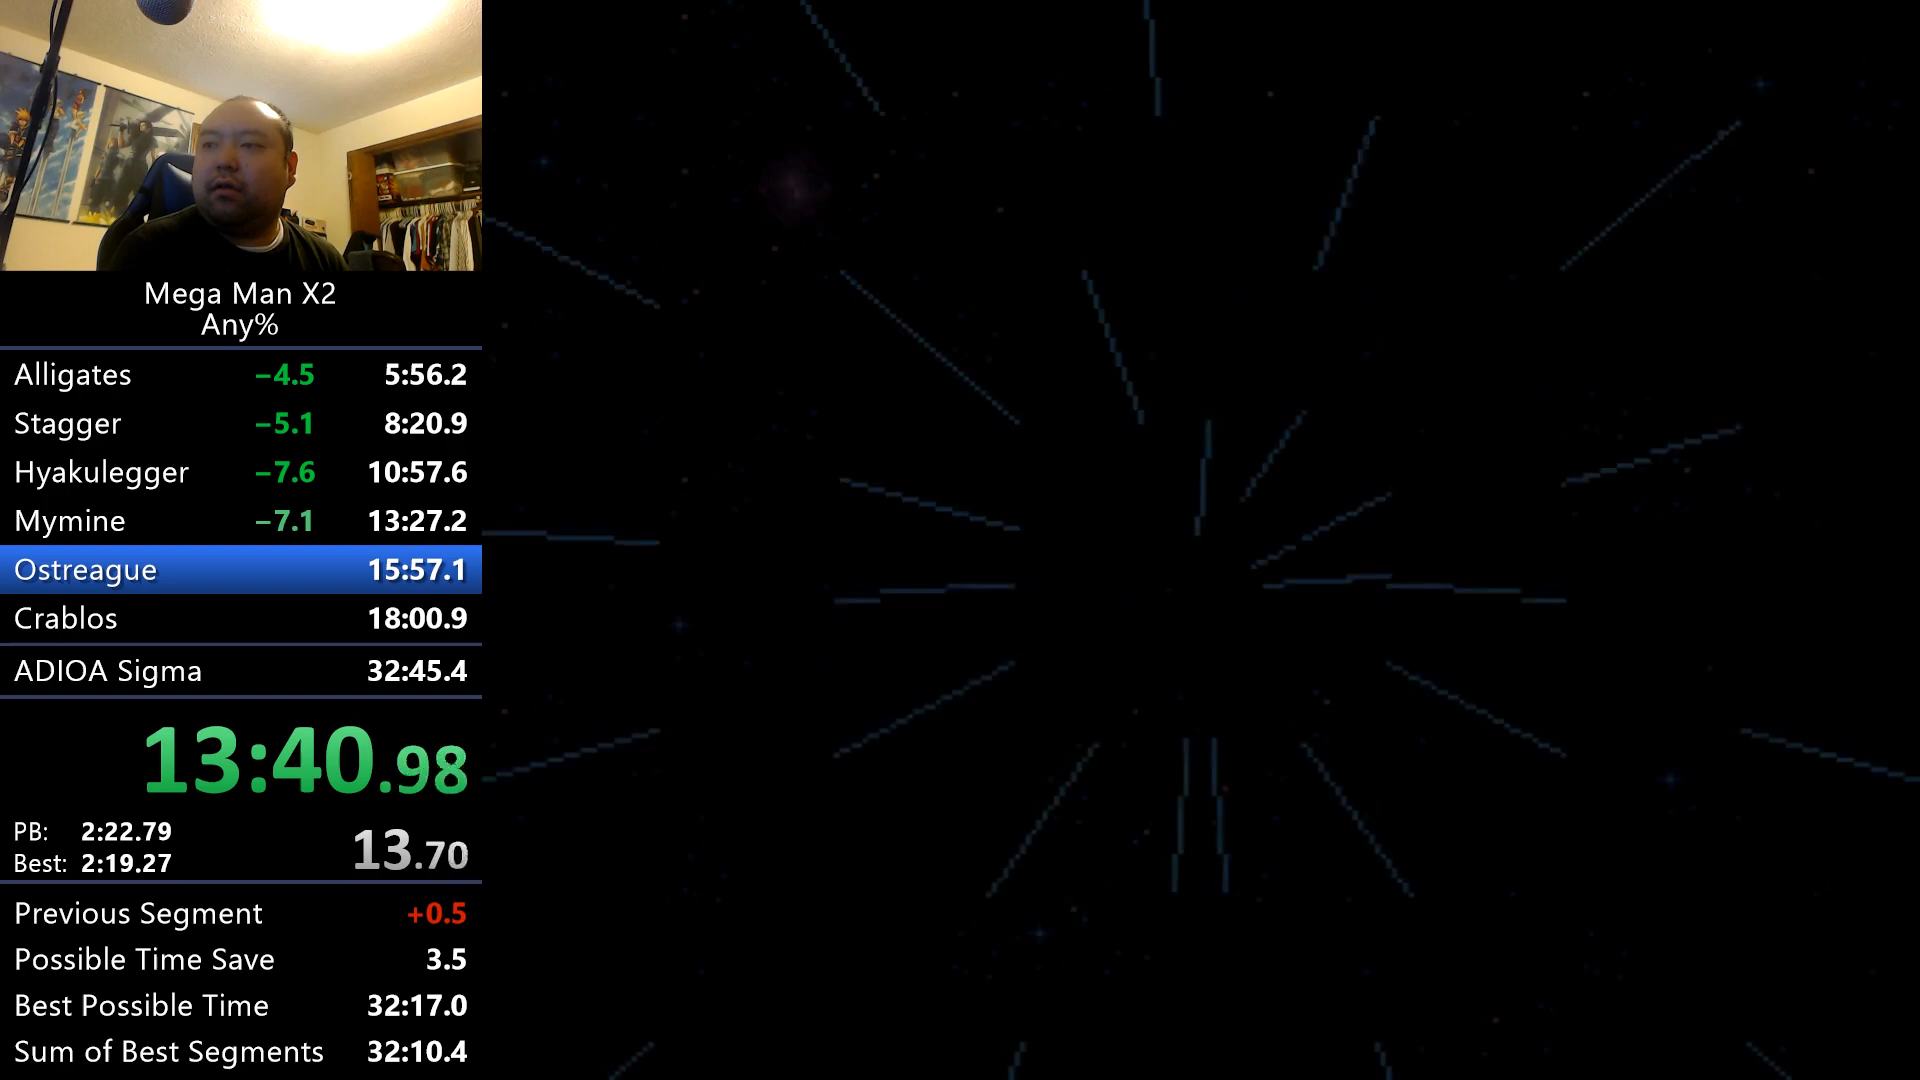 Mega Man X2
Any%
Alligates −4.5 5:56.2
Stagger −5.1 8:20.9
Hyakulegger −7.6 10:57.6
Mymine −7.1 13:27.2
Ostreague 15:57.1
Crablos 18:00.9
ADIOA Sigma 32:45.4
13:40.98
PB: 2:22.79
Best: 2:19.27
13.70
Previous Segment +0.5
Possible Time Save 3.5
Best Possible Time 32:17.0
Sum of Best Segments 32:10.4